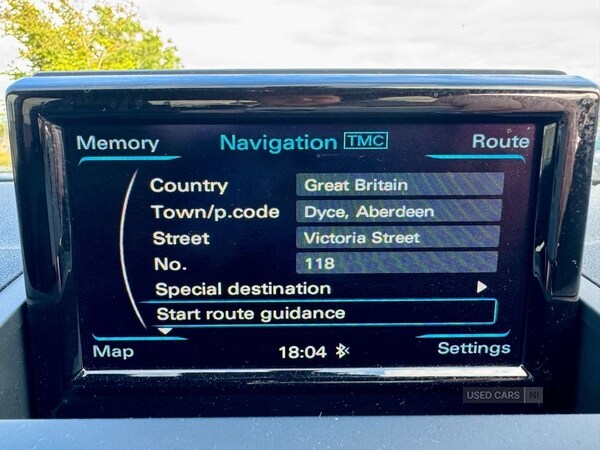 Memory Navigation TMC Route
Country Great Britain
Town/p.code Dyce, Aberdeen
Street Victoria Street
No. 118
Special destination
Start route guidance
Map 18:04 Settings
USED CARS NI